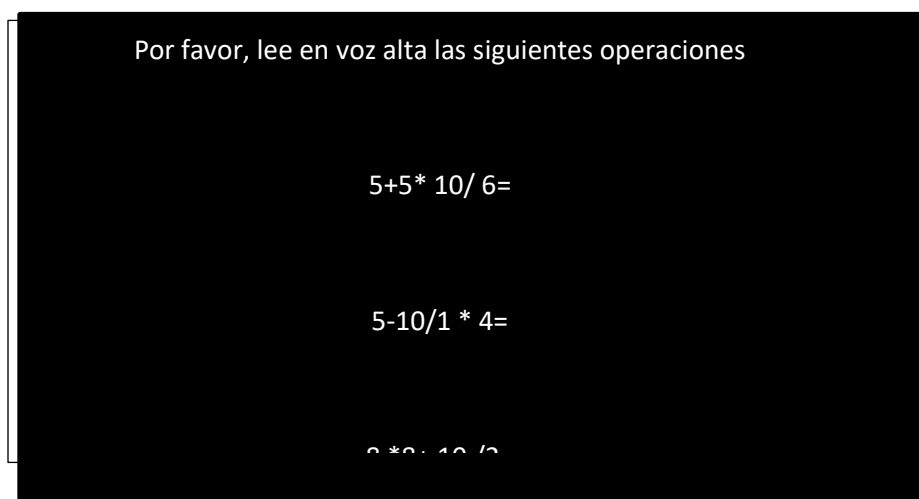 Por favor, lee en voz alta las siguientes operaciones
5+5* 10/ 6=
5-10/1 * 4=